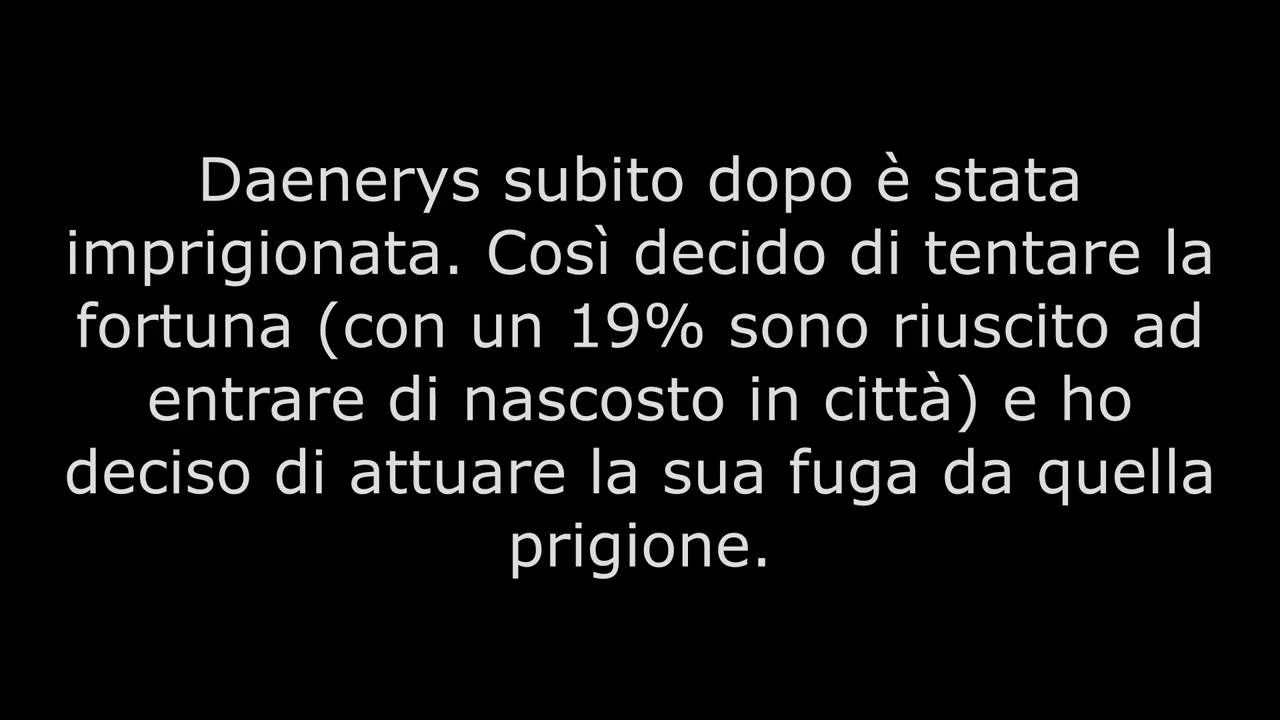 Daenerys subito dopo è stata
imprigionata. Così decido di tentare la
fortuna (con un 19% sono riuscito ad
entrare di nascosto in città) e ho
deciso di attuare la sua fuga da quella
prigione.